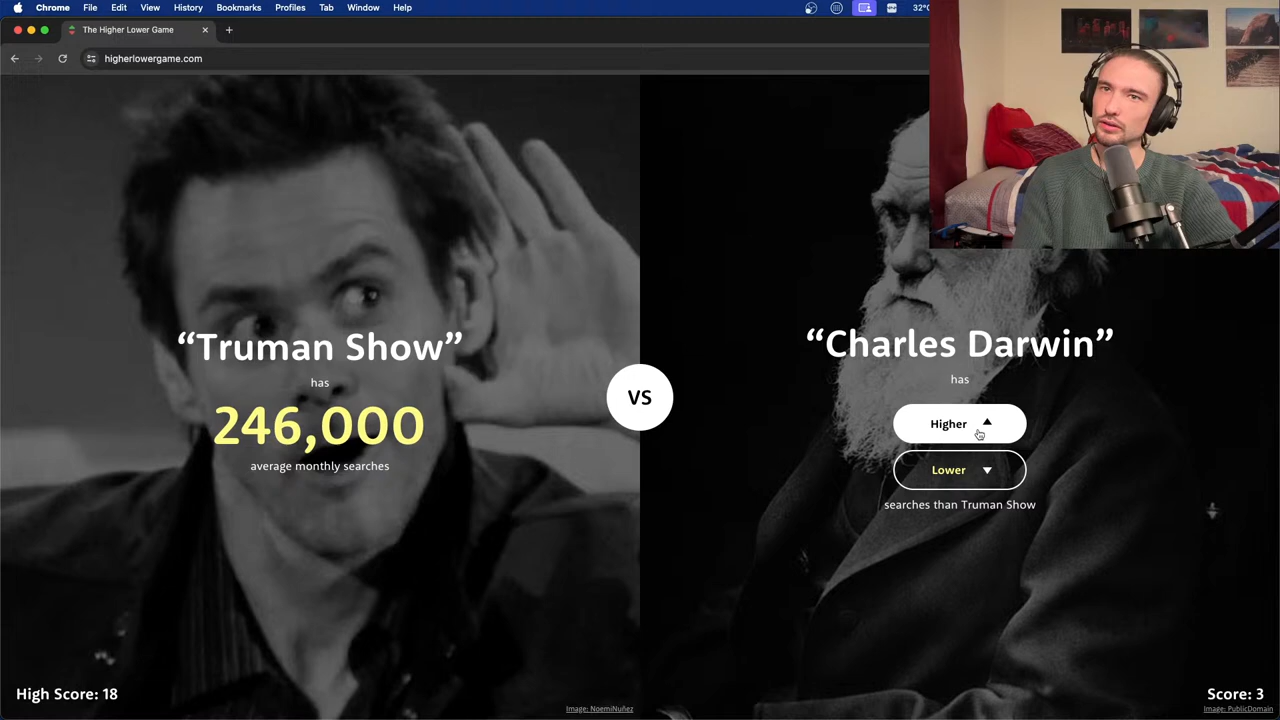 Chrome File Edit View History Bookmarks Profiles Tab Window Help 32°
The Higher Lower Game
higherlowergame.com
“Truman Show”
has
246,000
average monthly searches
VS
“Charles Darwin”
has
Higher
Lower
searches than Truman Show
High Score: 18
Image: NoemiNuñez
Score: 3
Image: PublicDomain